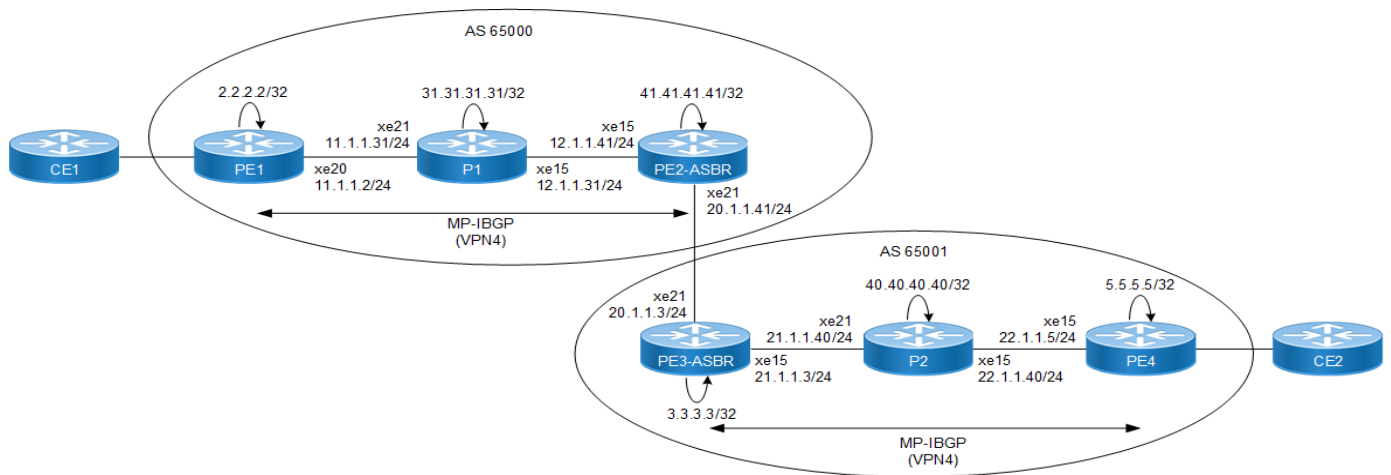 AS 65000
2.2.2.2/32
31.31.31.31/32
41.41.41.41/32
xe21
11.1.1.31/24
xe15
12.1.1.41/24
CE1
PE1
P1
PE2-ASBR
xe20
11.1.1.2/24
xe15
12.1.1.31/24
xe21
20.1.1.41/24
MP-IBGP
(VPN4)
AS 65001
40.40.40.40/32
5.5.5.5/32
xe21
20.1.1.3/24
xe21
21.1.1.40/24
xe15
22.1.1.5/24
PE3-ASBR
P2
PE4
CE2
xe15
21.1.1.3/24
xe15
22.1.1.40/24
3.3.3.3/32
MP-IBGP
(VPN4)